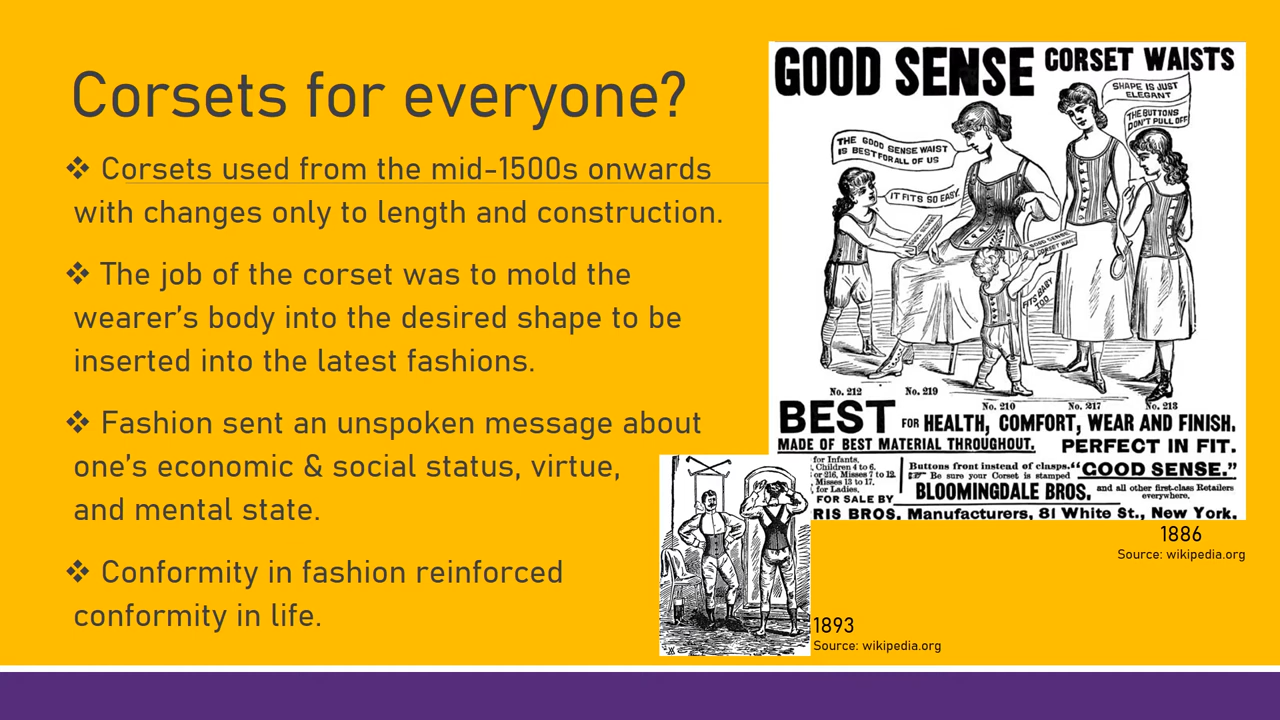 Corsets for everyone?
❖ Corsets used from the mid-1500s onwards
with changes only to length and construction.
❖ The job of the corset was to mold the
wearer's body into the desired shape to be
inserted into the latest fashions.
❖ Fashion sent an unspoken message about
one's economic & social status, virtue,
and mental state.
❖ Conformity in fashion reinforced
conformity in life.
GOOD SENSE CORSET WAISTS
SHAPE IS JUST
ELEGANT
THE BUTTONS
DON'T PULL OFF
THE GOOD SENSE WAIST
IS BEST FOR ALL OF US
IT FITS SO EASY.
GOOD SENSE
CORSET WAIST
FITS BABY
TOO
No. 212
No. 219
No. 210
No. 217
No. 218
BEST FOR HEALTH, COMFORT, WEAR AND FINISH.
MADE OF BEST MATERIAL THROUGHOUT. PERFECT IN FIT.
for Infants.
Children 4 to 6.
or 216, Misses 7 to 12.
Misses 13 to 17.
for Ladies.
FOR SALE BY
Buttons front instead of clasps.
Be sure your Corset is stamped
"GOOD SENSE."
BLOOMINGDALE BROS. and all other first-class Retailers
everywhere.
RIS BROS. Manufacturers, 81 White St., New York.
1886
Source: wikipedia.org
1893
Source: wikipedia.org